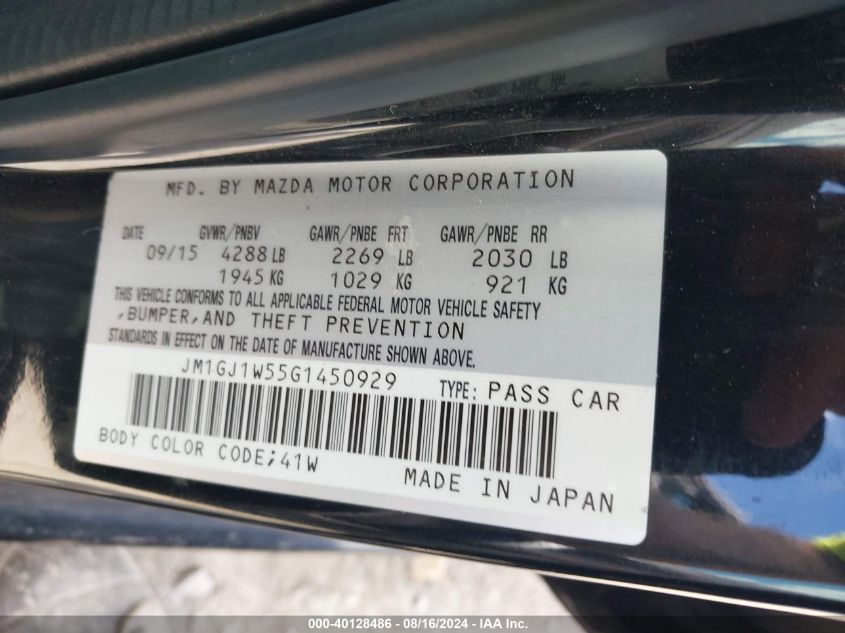 MFD. BY MAZDA MOTOR CORPORATION
DATE GVWR/PNBV GAWR/PNBE FRT GAWR/PNBE RR
09/15 4288 LB 2269 LB 2030 LB
1945 KG 1029 KG 921 KG
THIS VEHICLE CONFORMS TO ALL APPLICABLE FEDERAL MOTOR VEHICLE SAFETY
,BUMPER,AND THEFT PREVENTION
STANDARDS IN EFFECT ON THE DATE OF MANUFACTURE SHOWN ABOVE.
JM1GJ1W55G1450929 TYPE: PASS CAR
BODY COLOR CODE;41W
MADE IN JAPAN
000-40128486 - 08/16/2024 - IAA Inc.